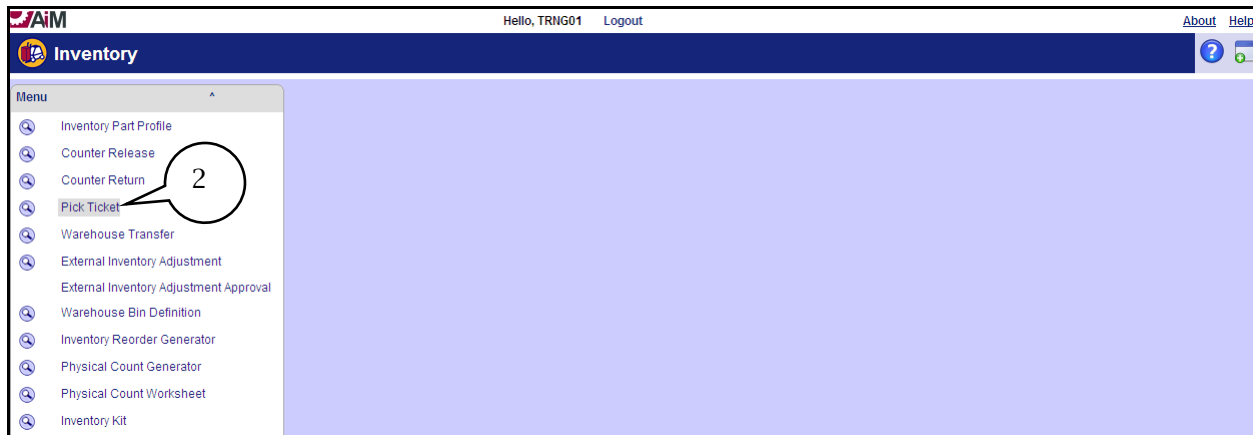 AiM Hello, TRNG01 Logout About Help
Inventory ?
Menu ^
Inventory Part Profile
Counter Release
Counter Return
2
Pick Ticket
Warehouse Transfer
External Inventory Adjustment
External Inventory Adjustment Approval
Warehouse Bin Definition
Inventory Reorder Generator
Physical Count Generator
Physical Count Worksheet
Inventory Kit